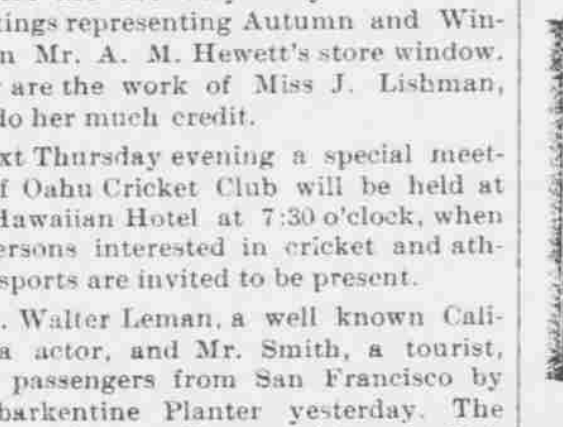 tings representing Autumn and Win-
n Mr. A. M. Hewett's store window.
are the work of Miss J. Lishman,
do her much credit.
xt Thursday evening a special meet-
f Oahu Cricket Club will be held at
Hawaiian Hotel at 7:30 o'clock, when
ersons interested in cricket and ath-
sports are invited to be present.
. Walter Leman, a well known Cali-
a actor, and Mr. Smith, a tourist,
passengers from San Francisco by
barkentine Planter yesterday. The